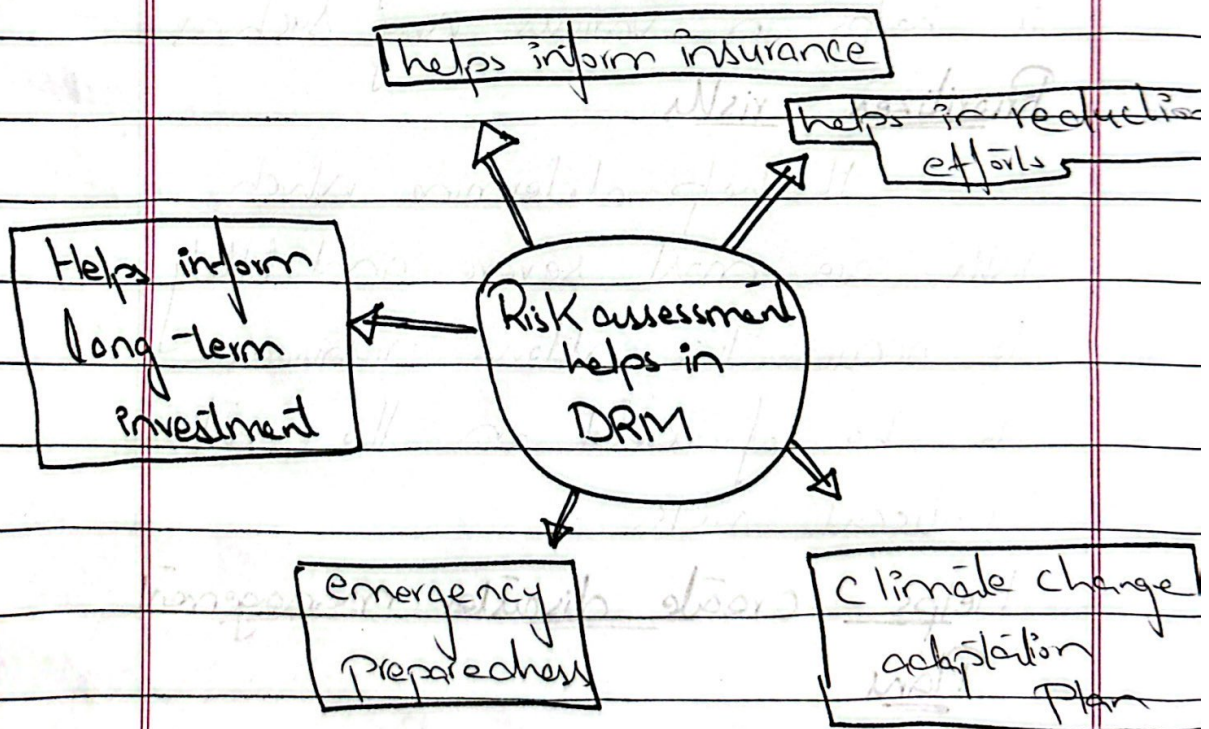 helps inform insurance
helps in reduction
efforts
Helps inform
long-term
investment
Risk assessment
helps in
DRM
emergency
preparedness
climate change
adaptation
Plan